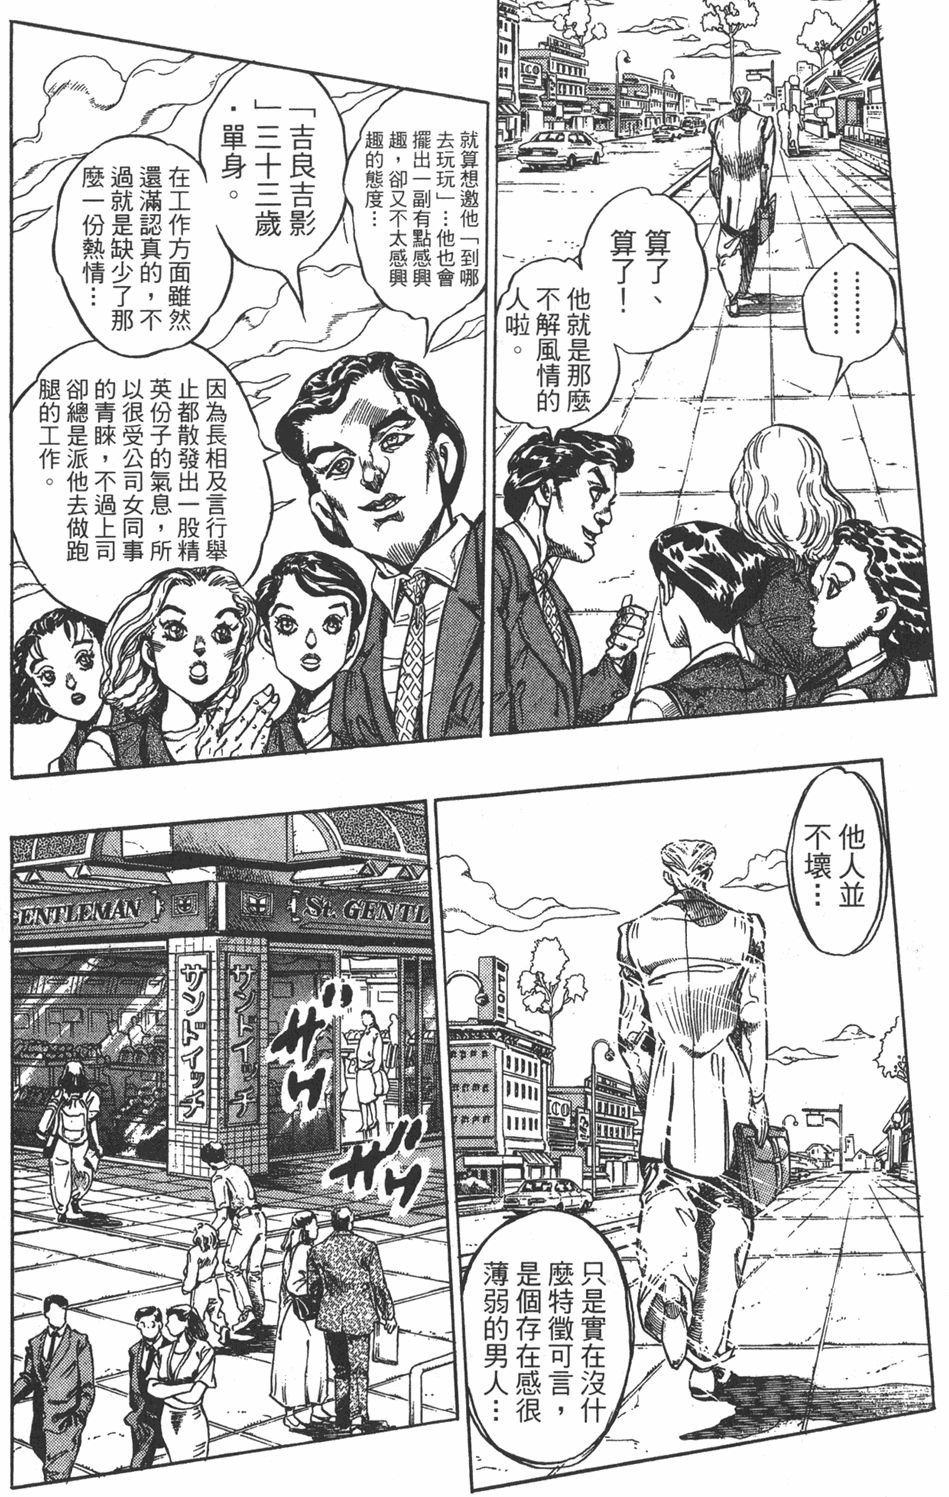 …………
算了、
算了！
他就是那麼
不解風情的
人啦。
就算想邀他「到哪
去玩玩」…他也會
擺出一副有點感興
趣，卻又不太感興
趣的態度…
「吉良吉影
」三十三歲
．單身。
在工作方面雖然
還滿認真的，不
過就是缺少了那
麼一份熱情…
因為長相及言行舉
止都散發出一股精
英份子的氣息，所
以很受公司女同事
的青睞，不過上司
卻總是派他去做跑
腿的工作。
他人並
不壞…
只是實在沒什
麼特徵可言，
是個存在感很
薄弱的男人…
GENTLEMAN
St. GENTL
サンドイッチ
サンドイッチ
ザザ
ザザ